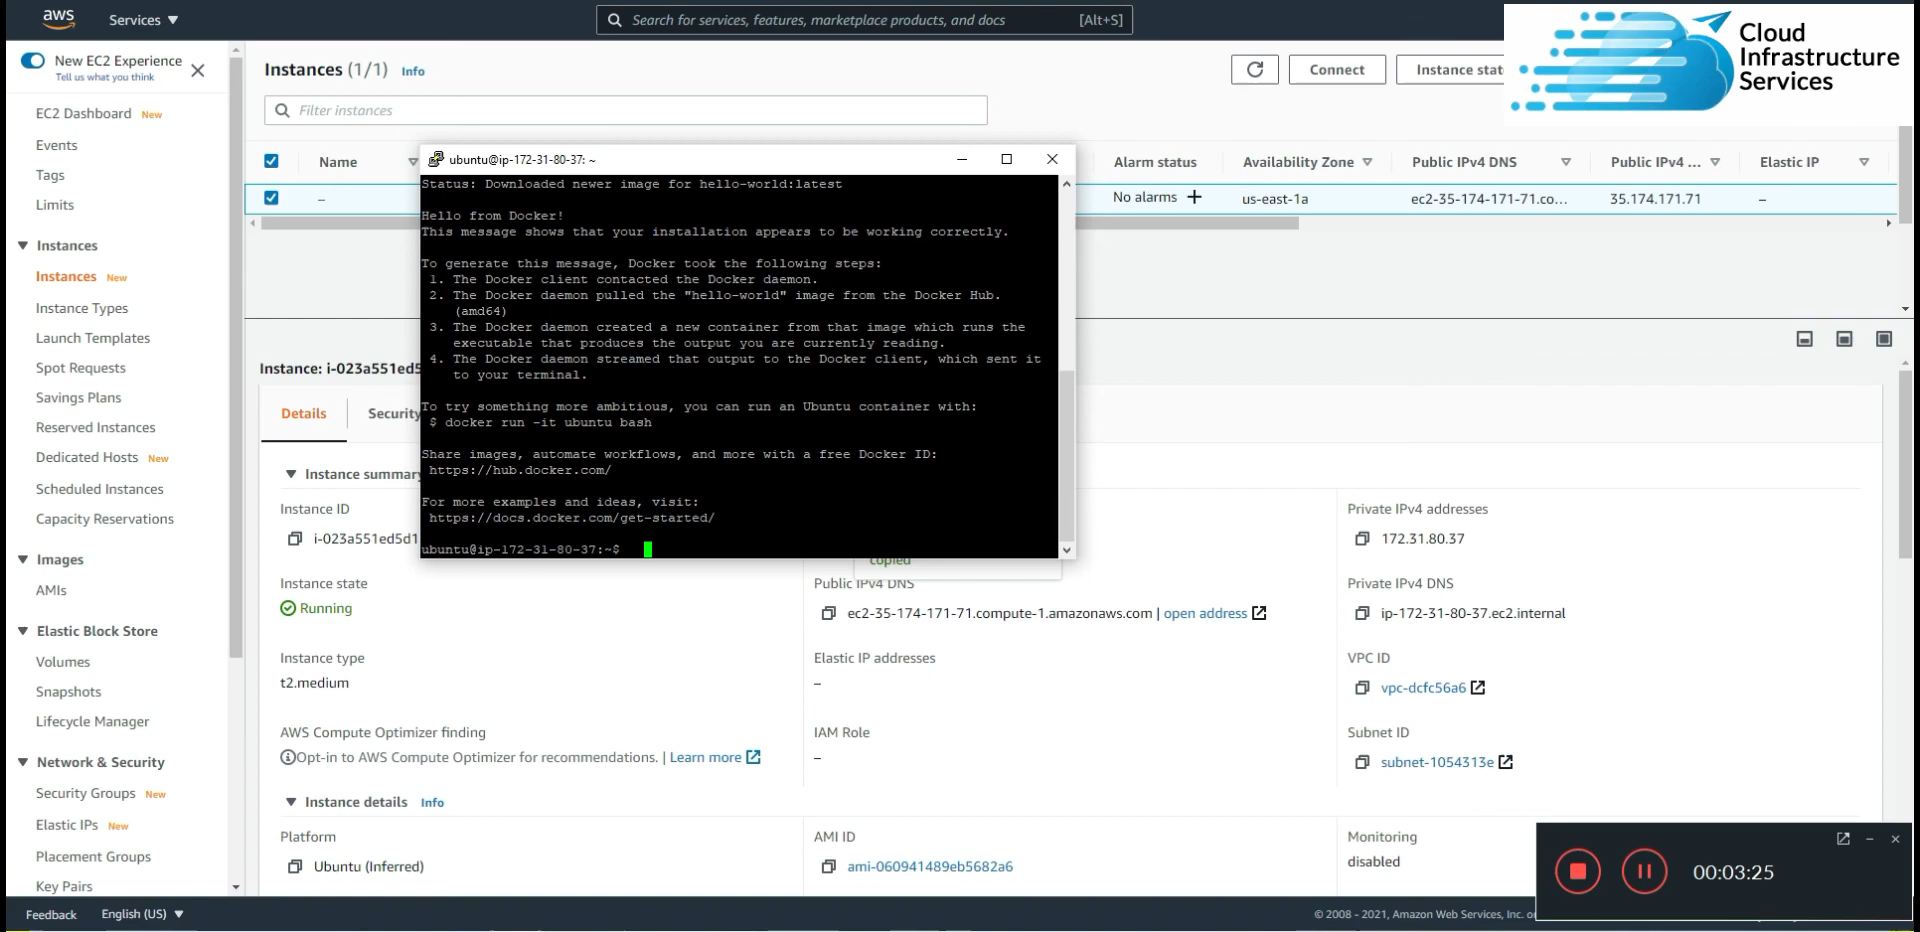 aws
Services ▼
Search for services, features, marketplace products, and docs
[Alt+S]
Cloud
Infrastructure
Services
New EC2 Experience
Tell us what you think
EC2 Dashboard New
Events
Tags
Limits
Instances
Instances New
Instance Types
Launch Templates
Spot Requests
Savings Plans
Reserved Instances
Dedicated Hosts New
Scheduled Instances
Capacity Reservations
Images
AMIs
Elastic Block Store
Volumes
Snapshots
Lifecycle Manager
Network & Security
Security Groups New
Elastic IPs New
Placement Groups
Key Pairs
Instances (1/1) Info
Connect
Instance stat
Filter instances
Name
Alarm status
Availability Zone
Public IPv4 DNS
Public IPv4 ...
Elastic IP
–
No alarms +
us-east-1a
ec2-35-174-171-71.co...
35.174.171.71
–
ubuntu@ip-172-31-80-37: ~
Status: Downloaded newer image for hello-world:latest
Hello from Docker!
This message shows that your installation appears to be working correctly.
To generate this message, Docker took the following steps:
1. The Docker client contacted the Docker daemon.
2. The Docker daemon pulled the "hello-world" image from the Docker Hub.
(amd64)
3. The Docker daemon created a new container from that image which runs the
executable that produces the output you are currently reading.
4. The Docker daemon streamed that output to the Docker client, which sent it
to your terminal.
To try something more ambitious, you can run an Ubuntu container with:
$ docker run -it ubuntu bash
Share images, automate workflows, and more with a free Docker ID:
https://hub.docker.com/
For more examples and ideas, visit:
https://docs.docker.com/get-started/
ubuntu@ip-172-31-80-37:~$
Instance: i-023a551ed5
Details
Security
Instance summary
Instance ID
i-023a551ed5d1
copied
Private IPv4 addresses
172.31.80.37
Instance state
Running
Public IPv4 DNS
ec2-35-174-171-71.compute-1.amazonaws.com | open address
Private IPv4 DNS
ip-172-31-80-37.ec2.internal
Instance type
t2.medium
Elastic IP addresses
–
VPC ID
vpc-dcfc56a6
AWS Compute Optimizer finding
Opt-in to AWS Compute Optimizer for recommendations. | Learn more
IAM Role
–
Subnet ID
subnet-1054313e
Instance details Info
Platform
Ubuntu (Inferred)
AMI ID
ami-060941489eb5682a6
Monitoring
disabled
00:03:25
Feedback
English (US) ▼
© 2008 - 2021, Amazon Web Services, Inc. or